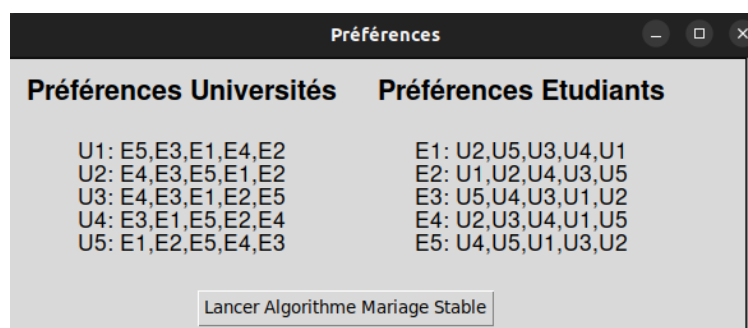 Préférences
Préférences Universités
U1: E5,E3,E1,E4,E2
U2: E4,E3,E5,E1,E2
U3: E4,E3,E1,E2,E5
U4: E3,E1,E5,E2,E4
U5: E1,E2,E5,E4,E3
Préférences Etudiants
E1: U2,U5,U3,U4,U1
E2: U1,U2,U4,U3,U5
E3: U5,U4,U3,U1,U2
E4: U2,U3,U4,U1,U5
E5: U4,U5,U1,U3,U2
Lancer Algorithme Mariage Stable